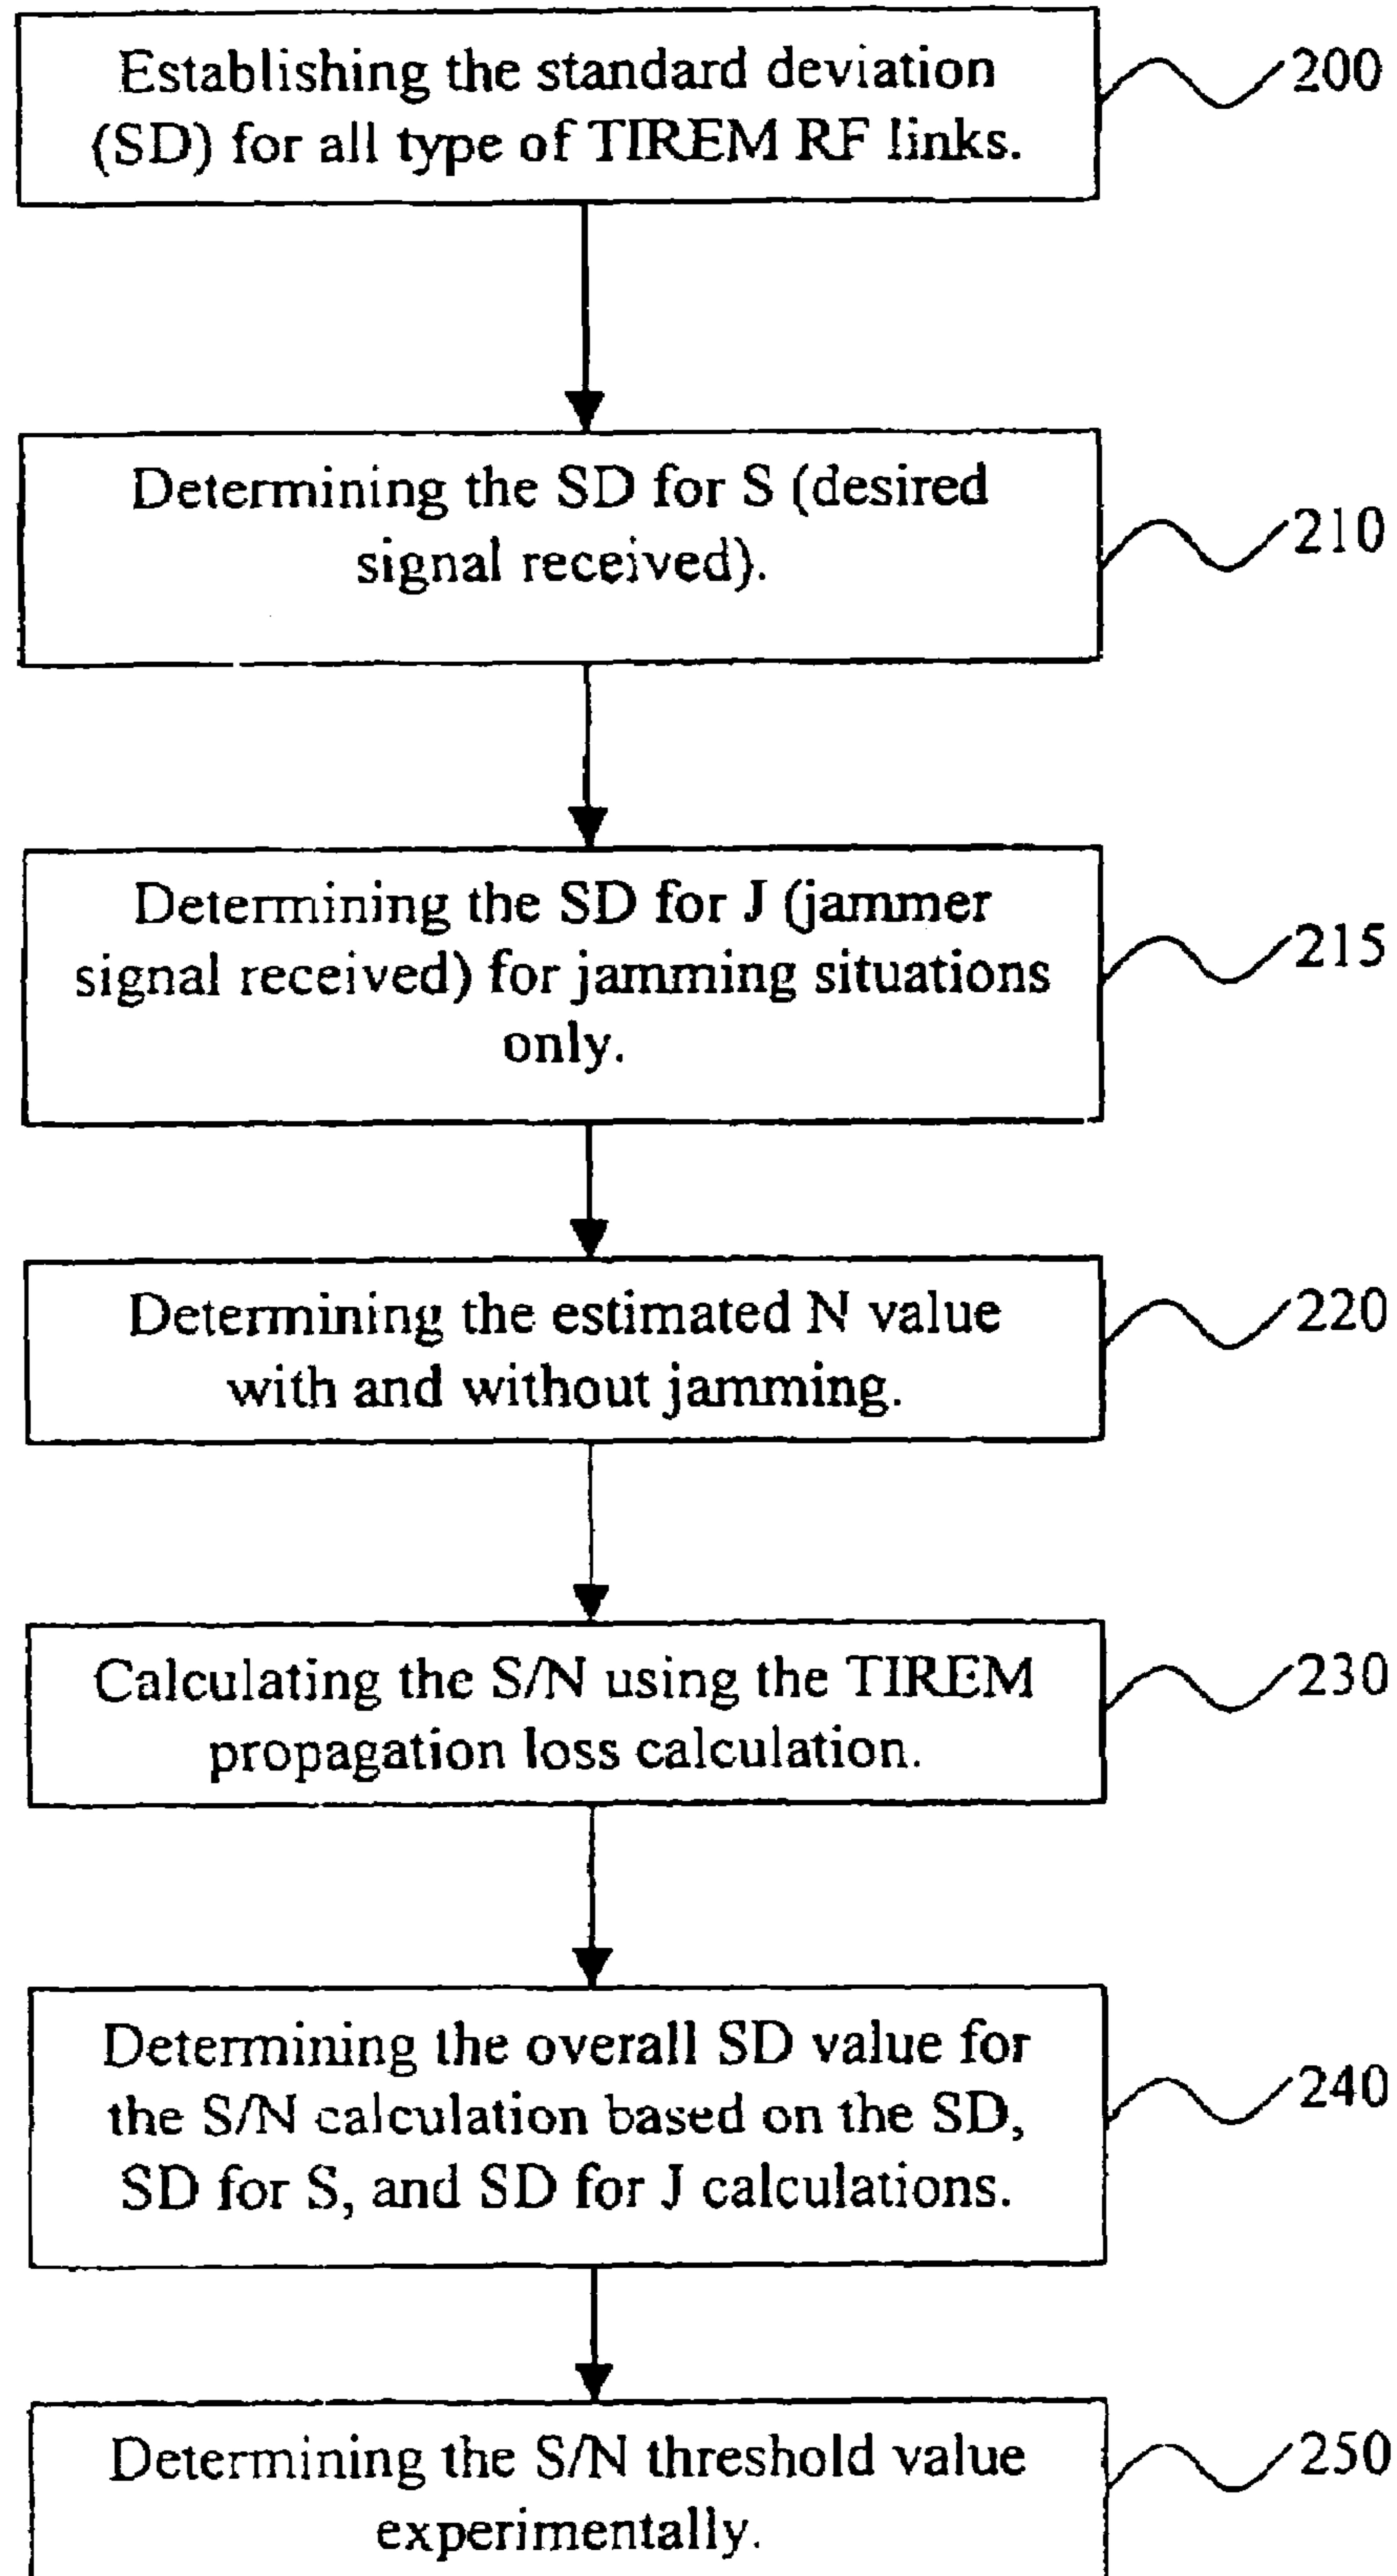 Establishing the standard deviation
(SD) for all type of TIREM RF links.
200
Determining the SD for S (desired
signal received).
210
Determining the SD for J (jammer
signal received) for jamming situations
only.
215
Determining the estimated N value
with and without jamming.
220
Calculating the S/N using the TIREM
propagation loss calculation.
230
Determining the overall SD value for
the S/N calculation based on the SD,
SD for S, and SD for J calculations.
240
Determining the S/N threshold value
experimentally.
250